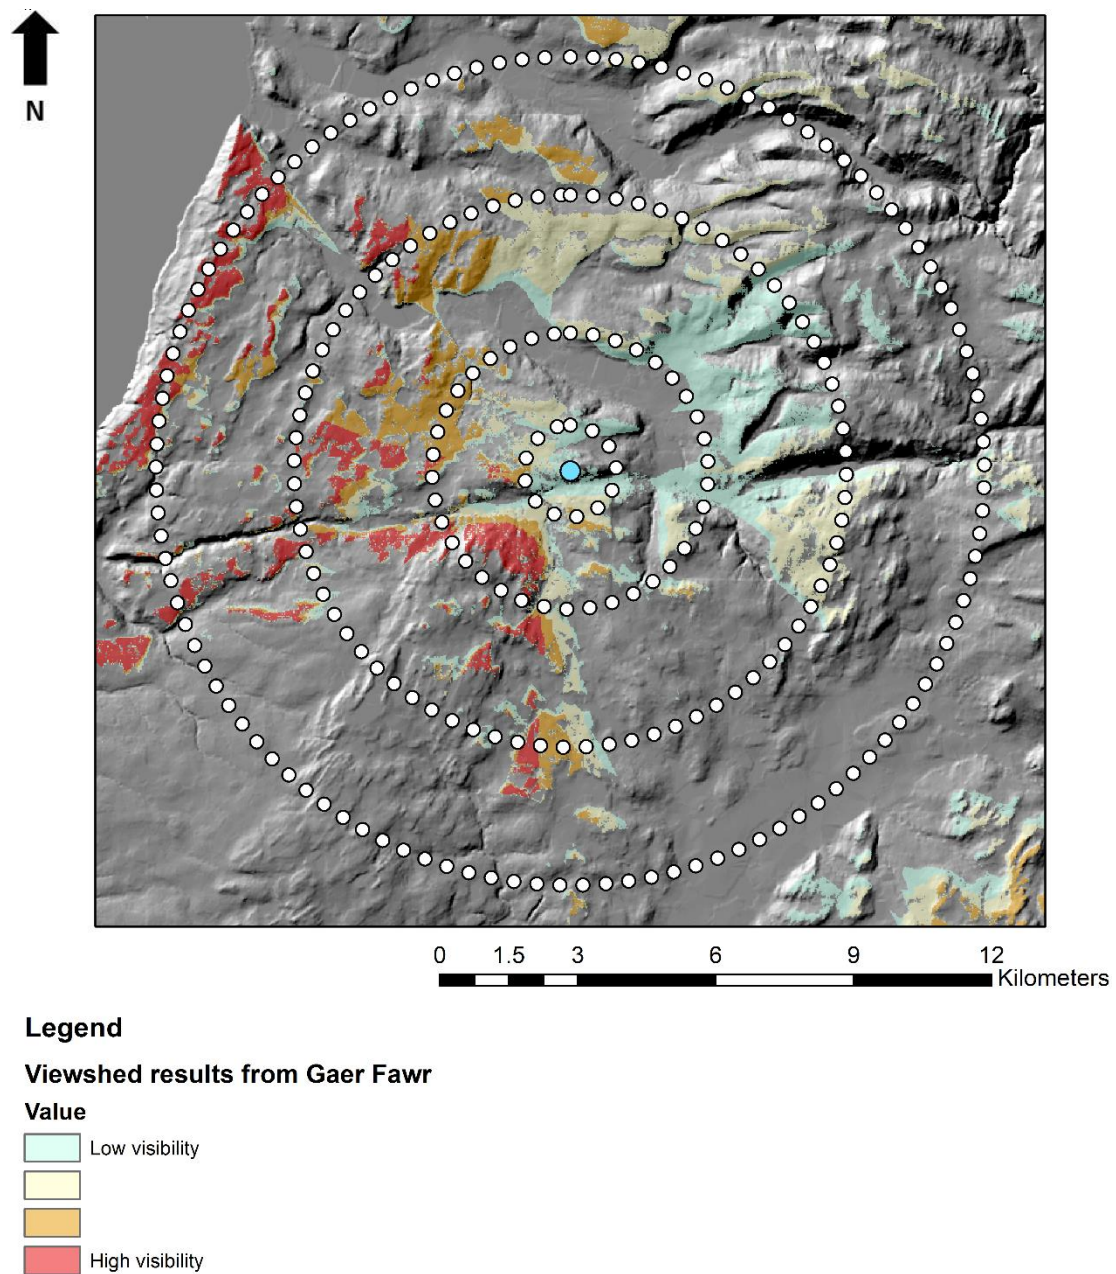 N
0 1.5 3 6 9 12
Kilometers
Legend
Viewshed results from Gaer Fawr
Value
Low visibility
High visibility